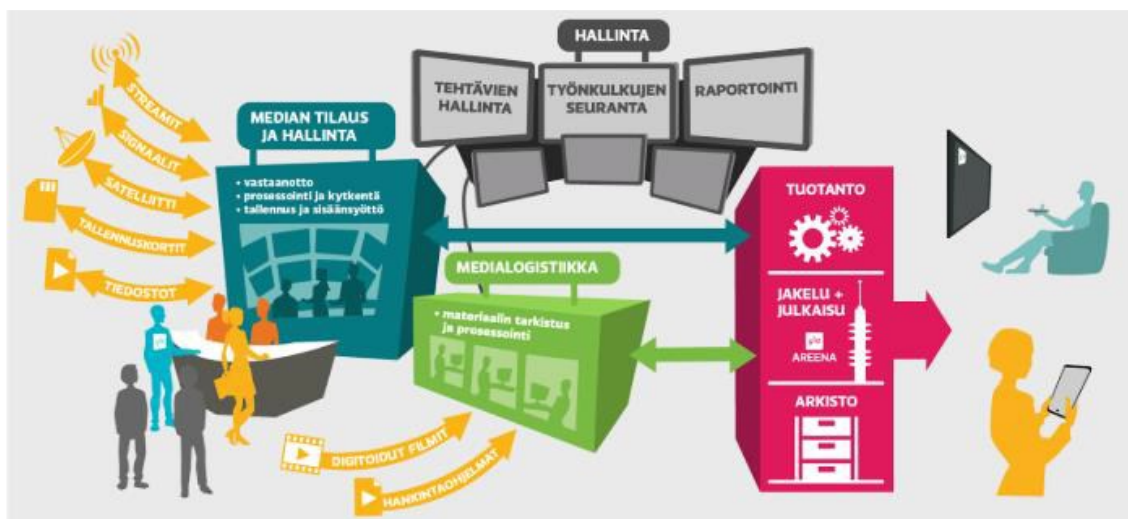 HALLINTA
TEHTÄVIEN
HALLINTA
TYÖNKULKUJEN
SEURANTA
RAPORTOINTI
STREAMIT
SIGNAALIT
SATELLIITTI
TALLENNUSKORTIT
TIEDOSTOT
MEDIAN TILAUS
JA HALLINTA
• vastaanotto
• prosessointi ja kytkentä
• tallennus ja sisäänsyöttö
MEDIALOGISTIIKKA
• materiaalin tarkistus
ja prosessointi
DIGITOIDUT FILMIT
HANKINTAOHJELMAT
TUOTANTO
JAKELU +
JULKAISU
yle
AREENA
ARKISTO